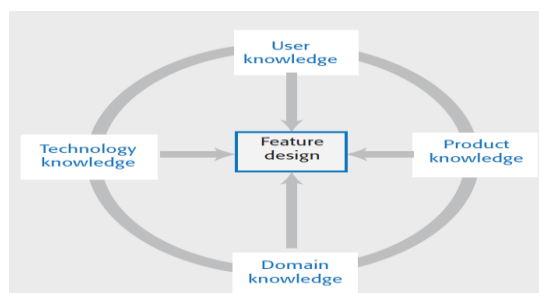 User
knowledge
Technology
knowledge
Feature
design
Product
knowledge
Domain
knowledge